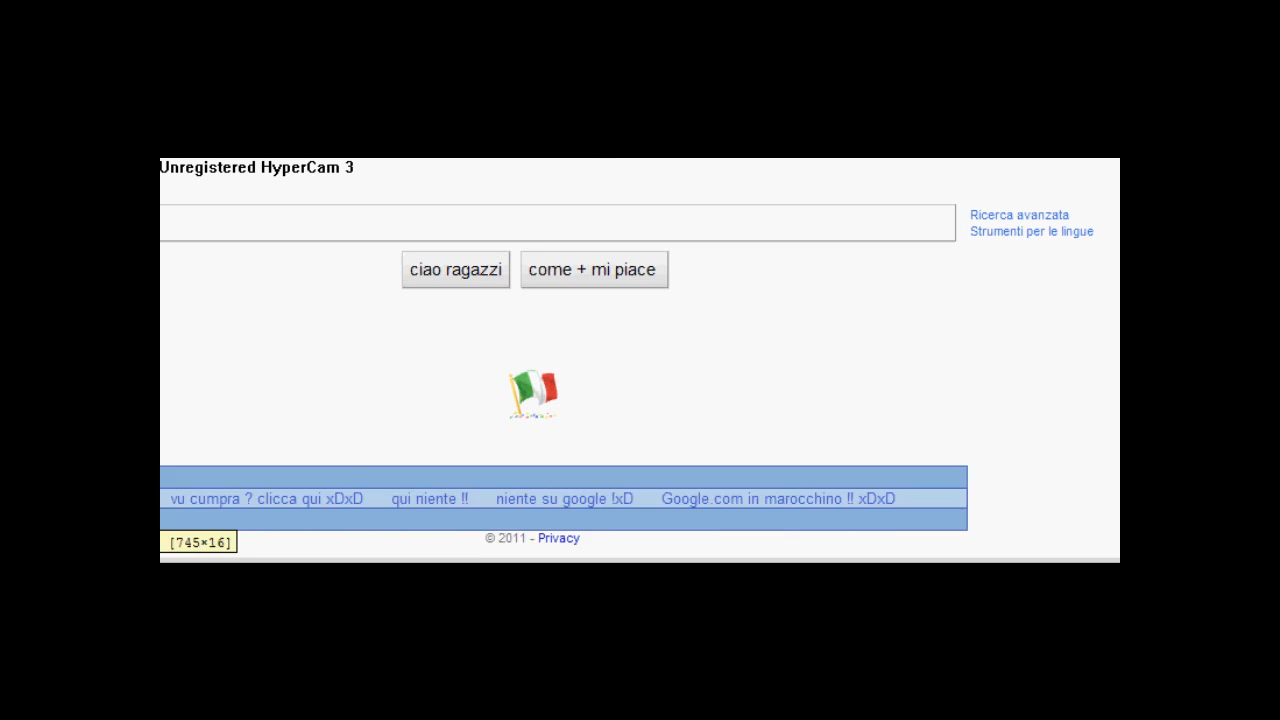 Unregistered HyperCam 3
Ricerca avanzata
Strumenti per le lingue
ciao ragazzi come + mi piace
vu cumpra ? clicca qui xDxD qui niente !! niente su google !xD Google.com in marocchino !! xDxD
[745×16]
© 2011 - Privacy